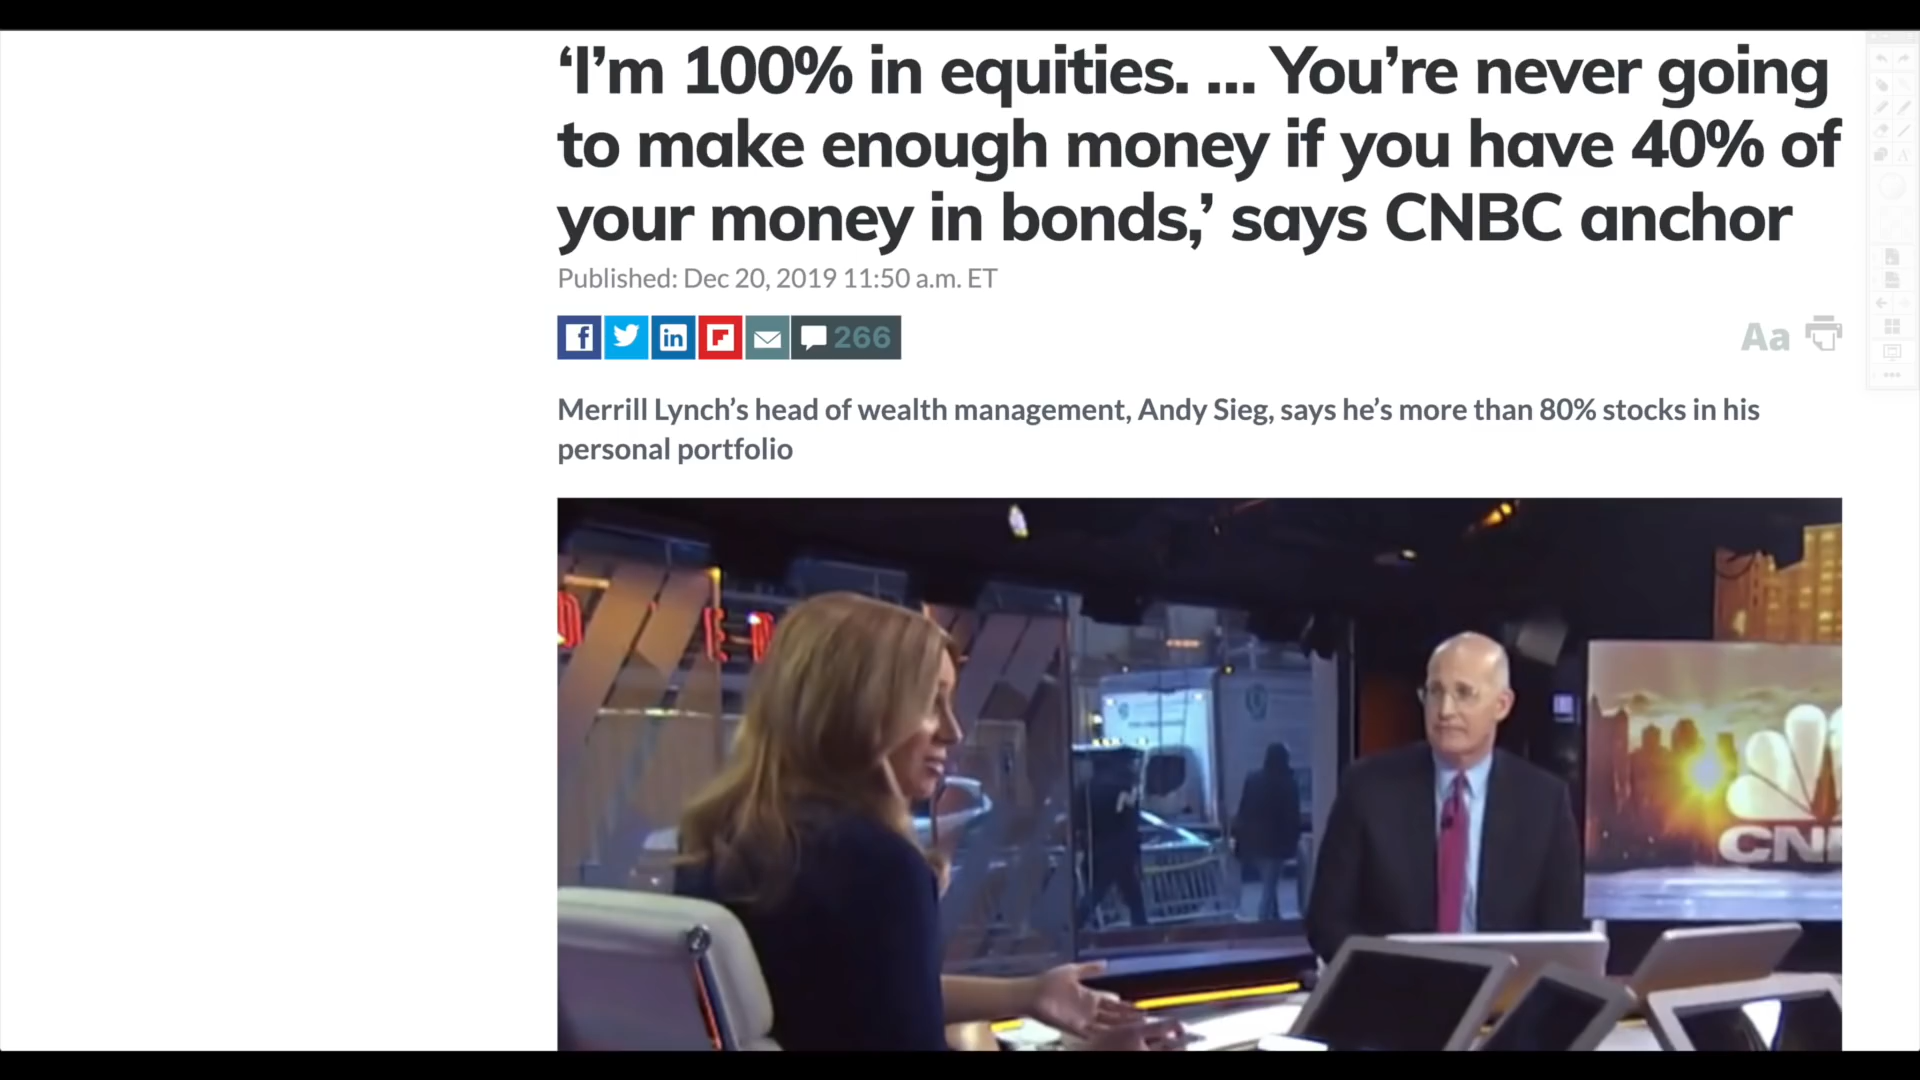 ‘I’m 100% in equities. ... You’re never going
to make enough money if you have 40% of
your money in bonds,’ says CNBC anchor
Published: Dec 20, 2019 11:50 a.m. ET
266
Aa
Merrill Lynch’s head of wealth management, Andy Sieg, says he’s more than 80% stocks in his
personal portfolio